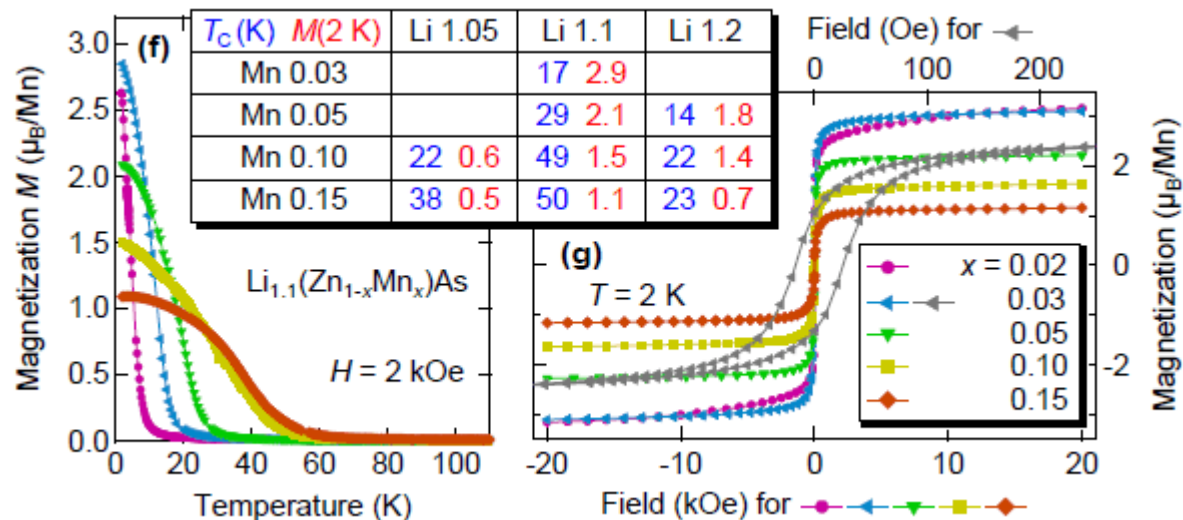 (f)
T_C (K) M(2 K) Li 1.05 Li 1.1 Li 1.2
Mn 0.03 17 2.9
Mn 0.05 29 2.1 14 1.8
Mn 0.10 22 0.6 49 1.5 22 1.4
Mn 0.15 38 0.5 50 1.1 23 0.7
Magnetization M (μ_B/Mn)
3.0
2.5
2.0
1.5
1.0
0.5
0.0
Li₁.₁(Zn₁₋ₓMnₓ)As
H = 2 kOe
0 20 40 60 80 100
Temperature (K)
Field (Oe) for
0 100 200
(g)
T = 2 K
x = 0.02
0.03
0.05
0.10
0.15
2
0
-2
Magnetization (μ_B/Mn)
-20 -10 0 10 20
Field (kOe) for